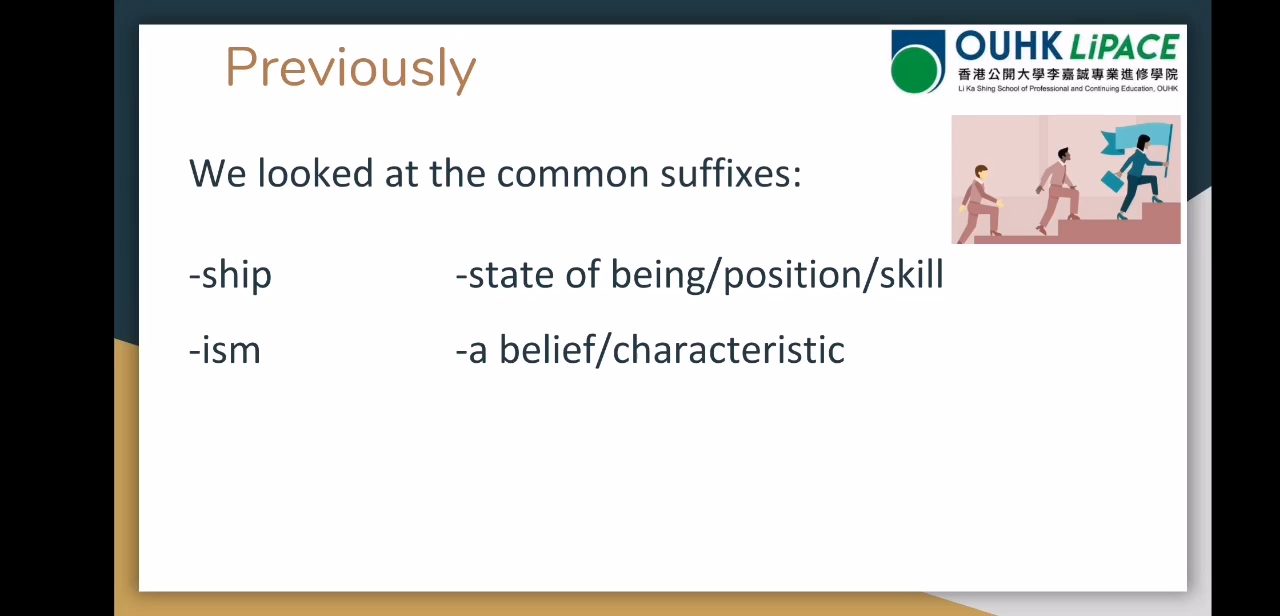 Previously
OUHK LiPACE
香港公開大學李嘉誠專業進修學院
Li Ka Shing School of Professional and Continuing Education, OUHK
We looked at the common suffixes:
-ship -state of being/position/skill
-ism -a belief/characteristic